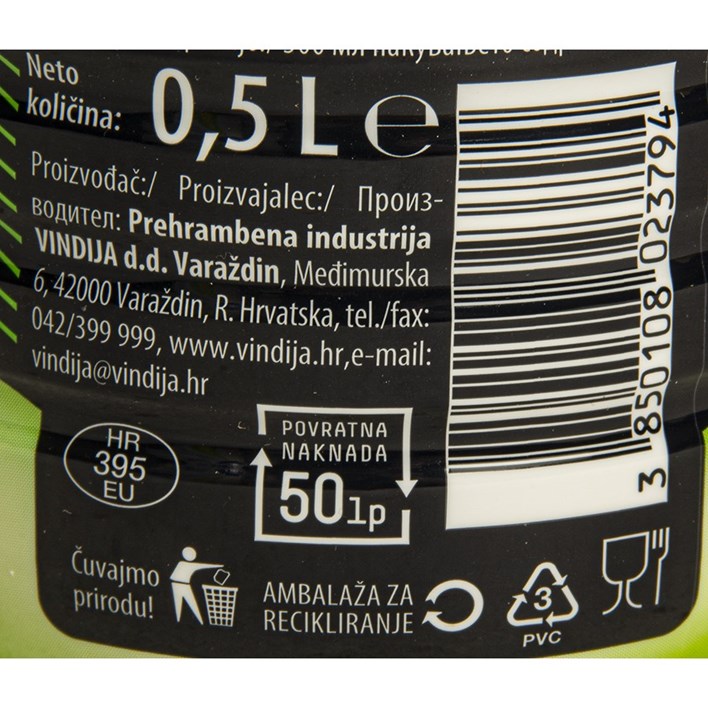 Neto
količina: 0,5 L e
Proizvođač:/ Proizvajalec:/ Произ-
водител: Prehrambena industrija
VINDIJA d.d. Varaždin, Međimurska
6, 42000 Varaždin, R. Hrvatska, tel./fax:
042/399 999, www.vindija.hr,e-mail:
vindija@vindija.hr
3 850108 023794
HR
395
EU
POVRATNA
NAKNADA
50lp
Čuvajmo
prirodu!
AMBALAŽA ZA
RECIKLIRANJE
3
PVC